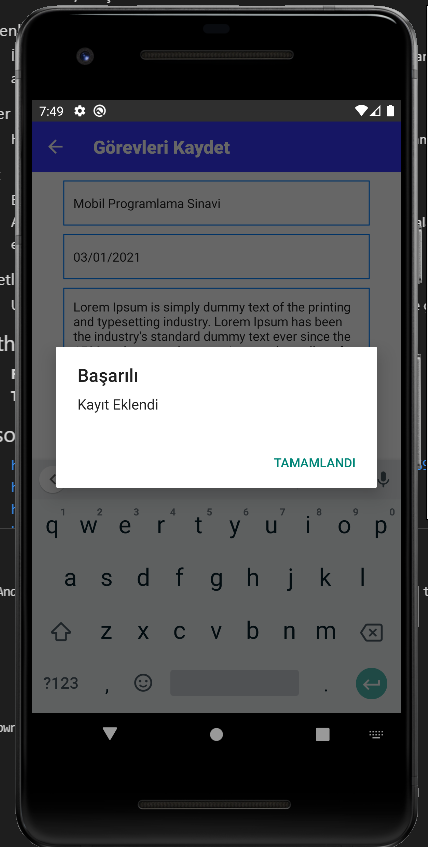 7:49
Görevleri Kaydet
Mobil Programlama Sinavi
03/01/2021
Lorem Ipsum is simply dummy text of the printing
and typesetting industry. Lorem Ipsum has been
the industry's standard dummy text ever since the
Başarılı
Kayıt Eklendi
TAMAMLANDI
1 2 3 4 5 6 7 8 9 0
q w e r t y u i o p
a s d f g h j k l
z x c v b n m
?123 , .